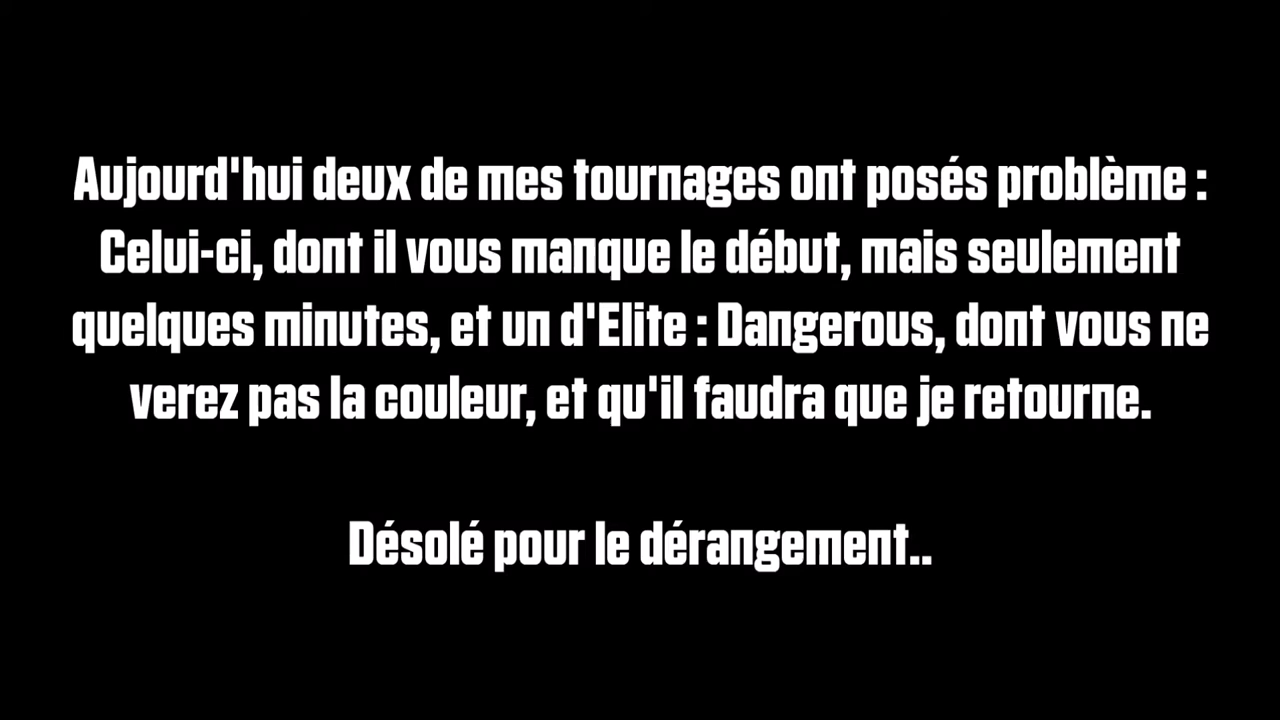 Aujourd'hui deux de mes tournages ont posés problème :
Celui-ci, dont il vous manque le début, mais seulement
quelques minutes, et un d'Elite : Dangerous, dont vous ne
verez pas la couleur, et qu'il faudra que je retourne.
Désolé pour le dérangement..